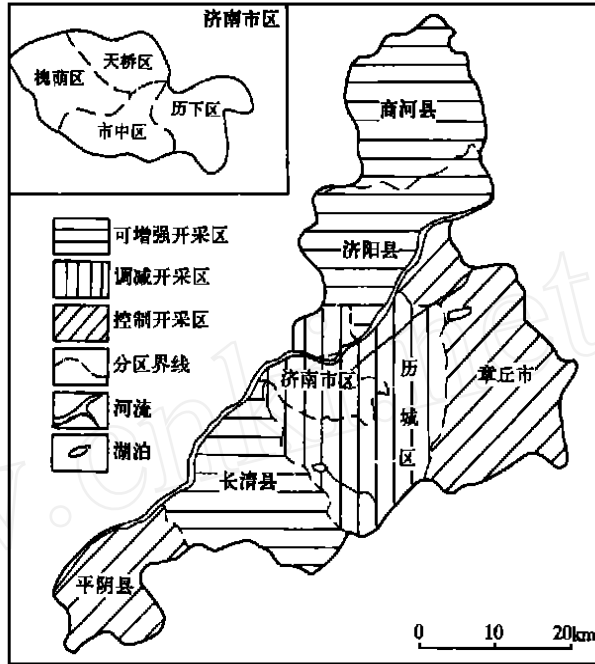 济南市区
天桥区
槐荫区
历下区
市中区
商河县
可增强开采区
调减开采区
控制开采区
分区界线
河流
湖泊
济阳县
济南市区
历城区
章丘市
长清县
平阴县
0 10 20km